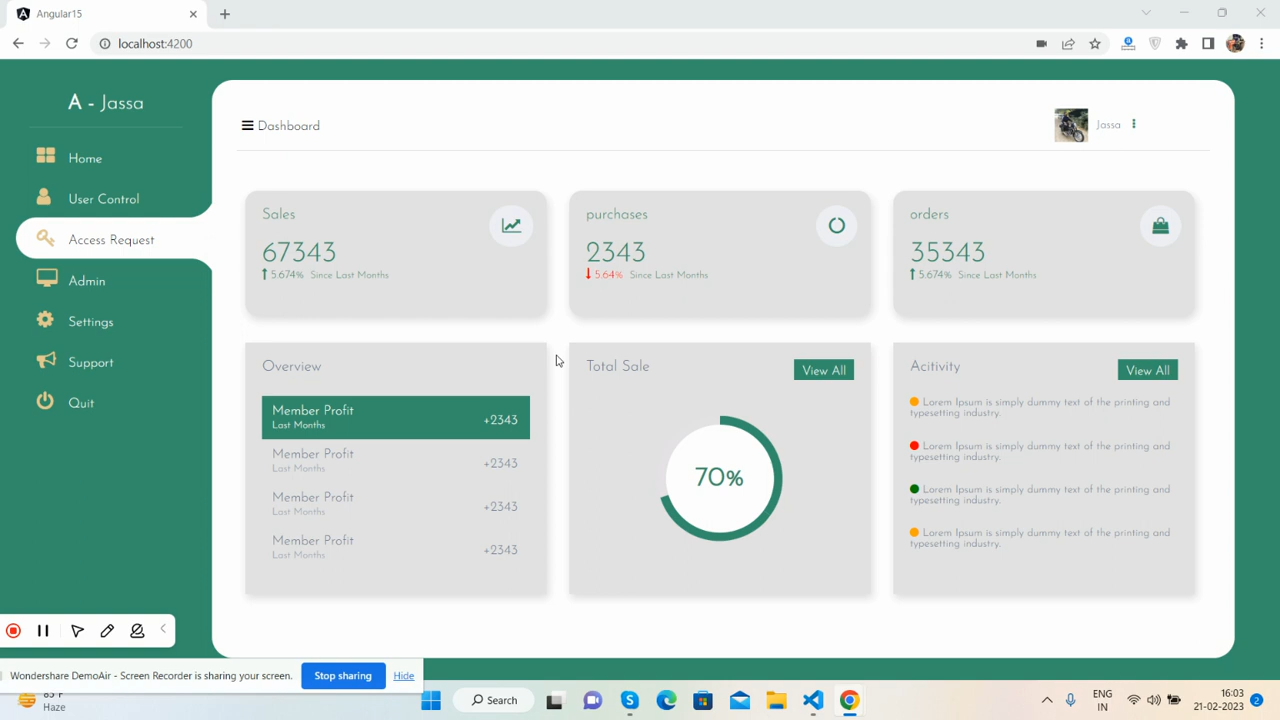 Angular15
localhost:4200
A - Jassa
Home
User Control
Access Request
Admin
Settings
Support
Quit
Dashboard
Jassa
Sales
67343
5.674% Since Last Months
purchases
2343
5.64% Since Last Months
orders
35343
5.674% Since Last Months
Overview
Member Profit
Last Months
+2343
Member Profit
Last Months
+2343
Member Profit
Last Months
+2343
Member Profit
Last Months
+2343
Total Sale
View All
70%
Acitivity
View All
Lorem Ipsum is simply dummy text of the printing and
typesetting industry.
Lorem Ipsum is simply dummy text of the printing and
typesetting industry.
Lorem Ipsum is simply dummy text of the printing and
typesetting industry.
Lorem Ipsum is simply dummy text of the printing and
typesetting industry.
Wondershare DemoAir - Screen Recorder is sharing your screen.
Stop sharing
Hide
Haze
Search
ENG
IN
16:03
21-02-2023
2